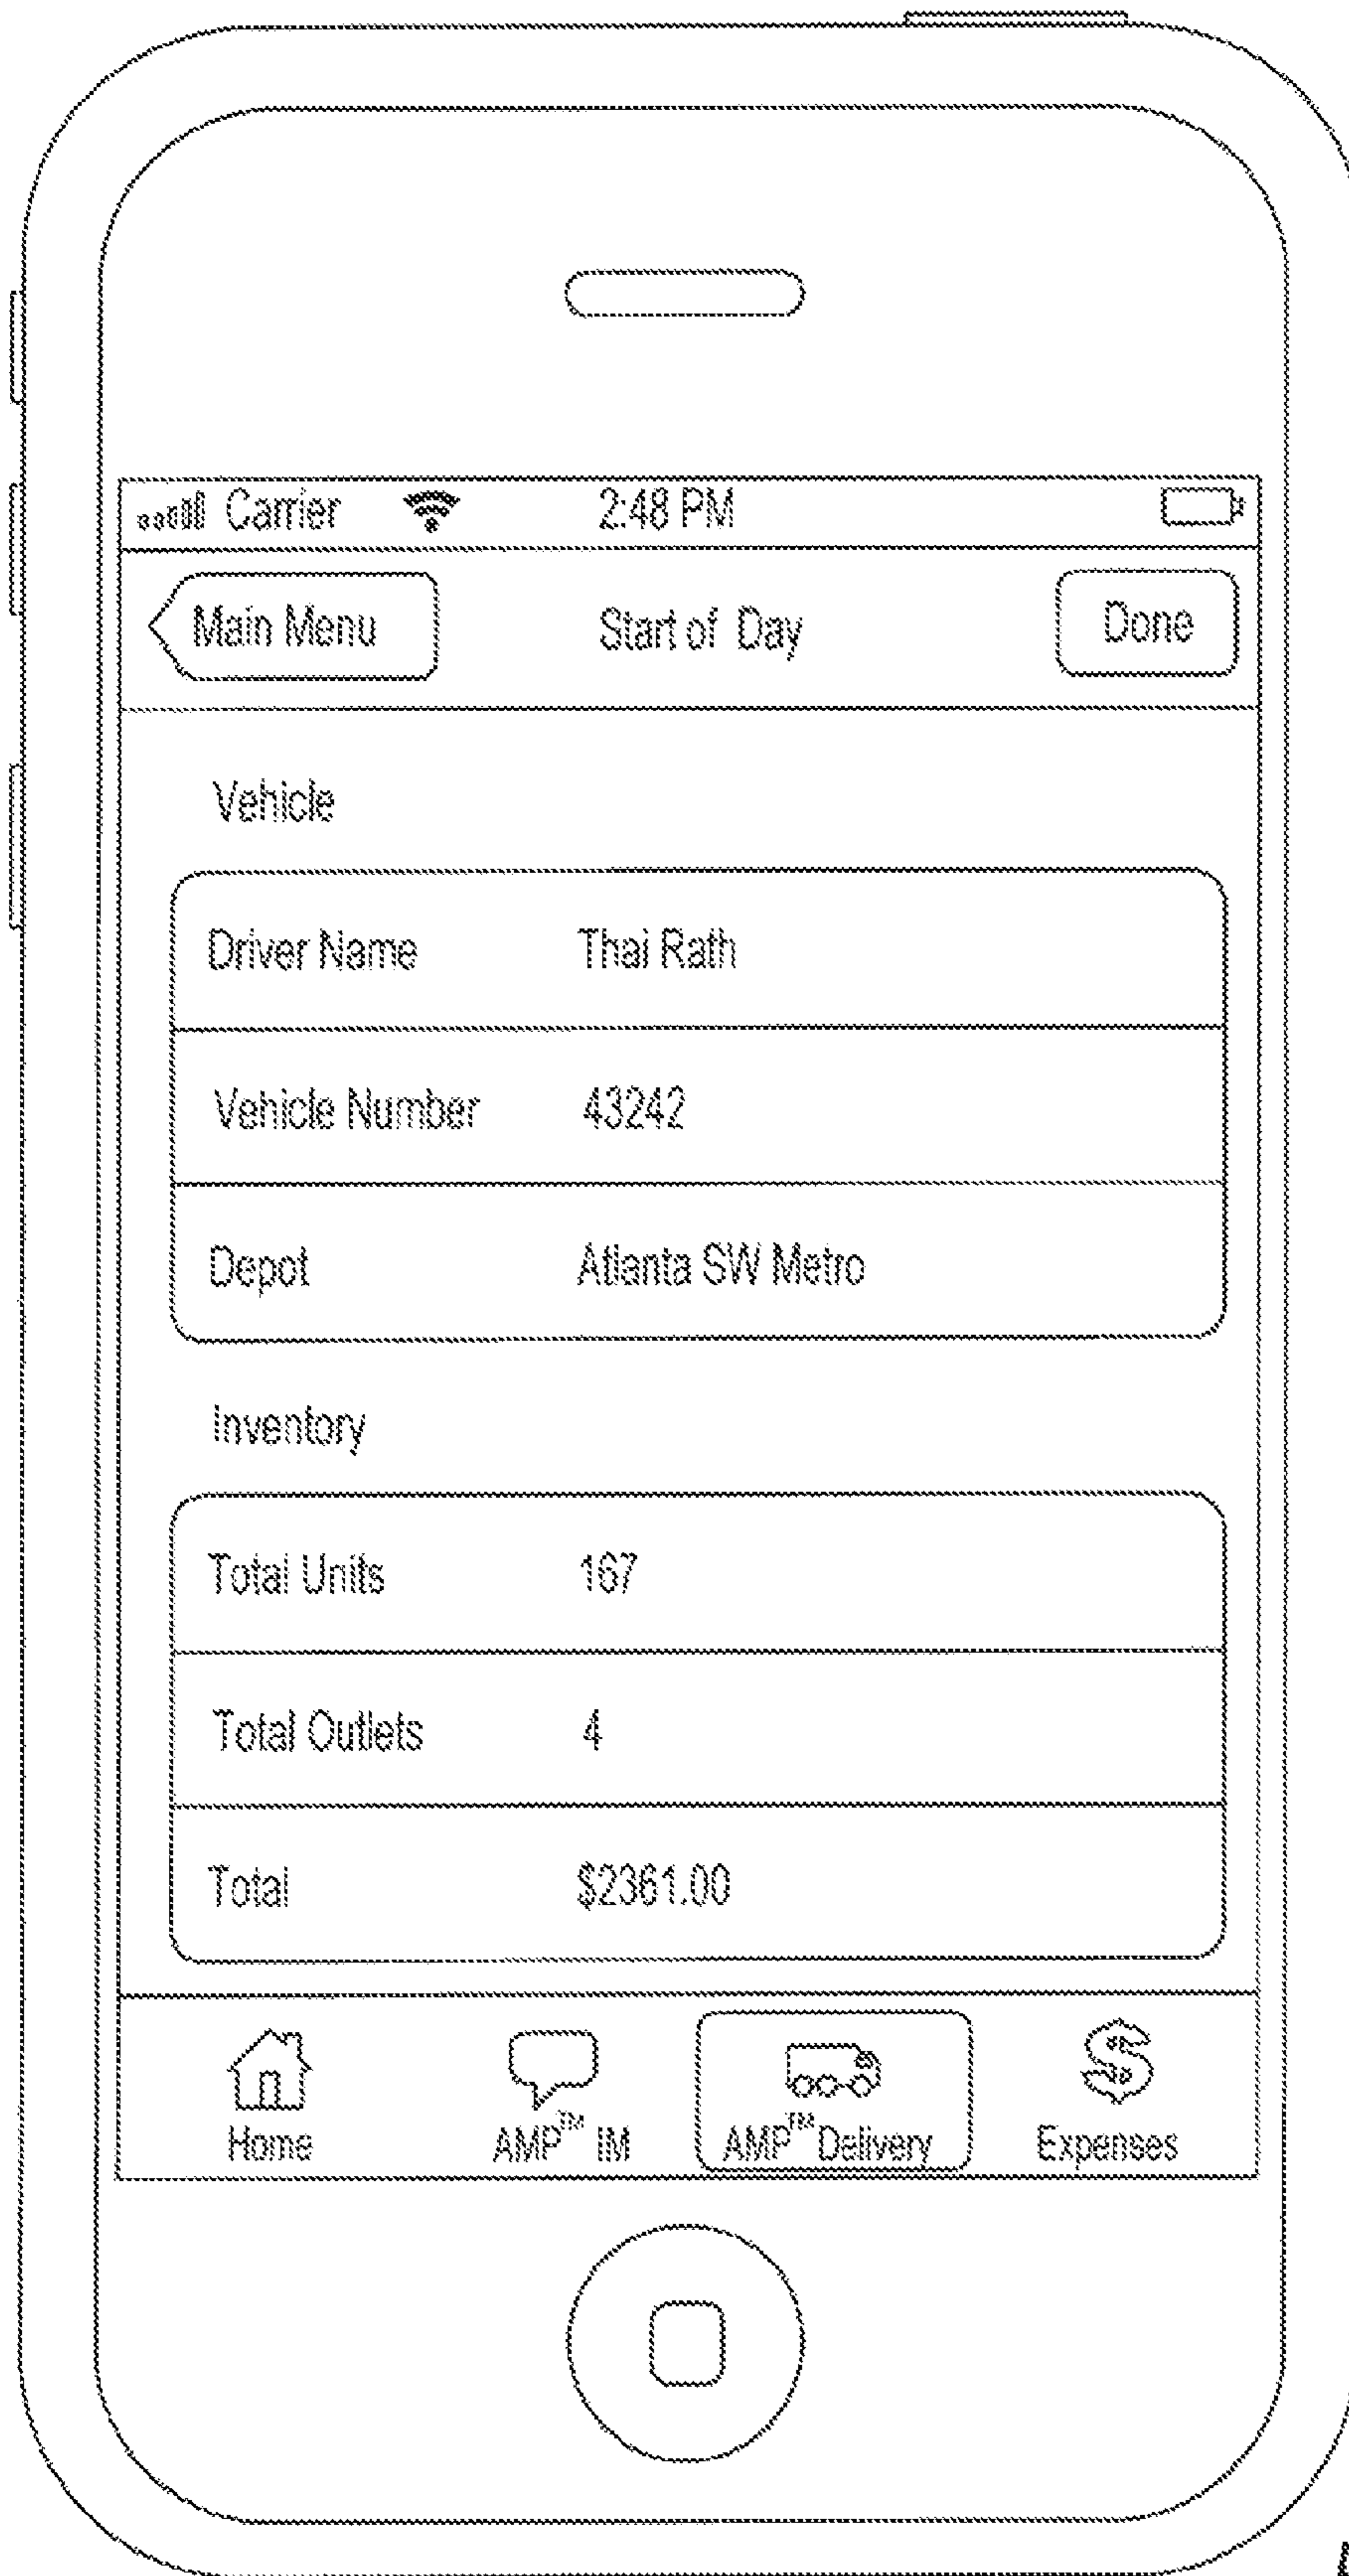 Carrier 2:48 PM
Main Menu Start of Day Done
Vehicle
Driver Name Thai Rath
Vehicle Number 43242
Depot Atlanta SW Metro
Inventory
Total Units 167
Total Outlets 4
Total $2361.00
Home AMP™ IM AMP™ Delivery Expenses